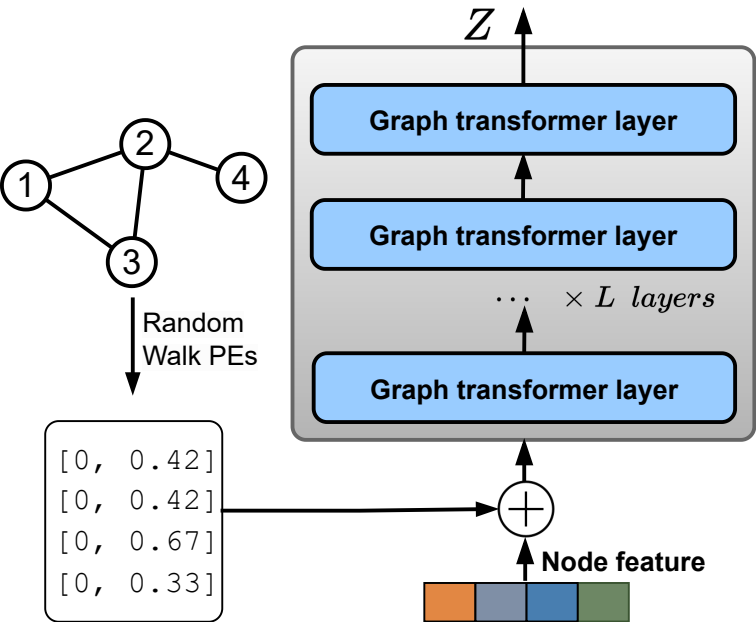 Z
Graph transformer layer
2
1
4
Graph transformer layer
3
⋯ × L layers
Random
Walk PEs
Graph transformer layer
[0, 0.42]
[0, 0.42]
[0, 0.67]
[0, 0.33]
+
Node feature